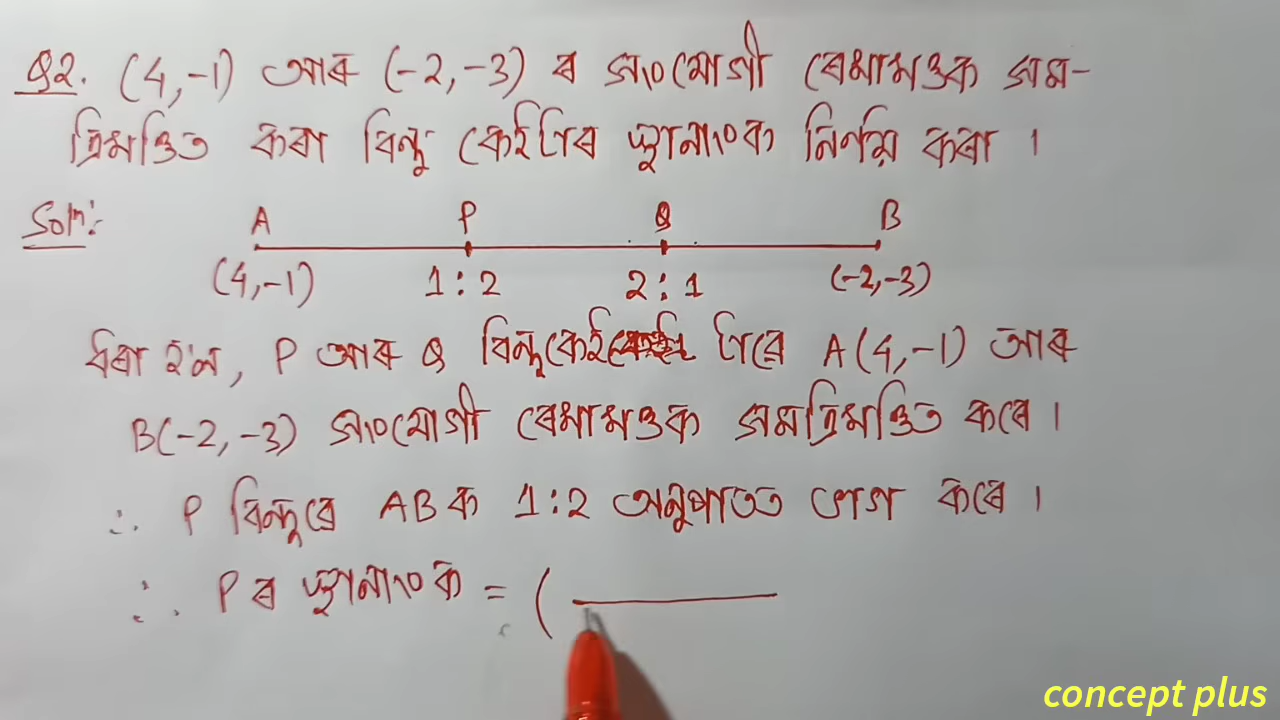 Q2. (4,-1) আৰু (-2,-3) ৰ সংযোগী ৰেখাখণ্ডক সম-
ত্ৰিখণ্ডিত কৰা বিন্দু কেইটাৰ স্থানাংক নিৰ্ণয় কৰা ।
Soln:
A P Q B
(4,-1) 1:2 2:1 (-2,-3)
ধৰা হ'ল, P আৰু Q বিন্দুকেই টাৱে A(4,-1) আৰু
B(-2,-3) সংযোগী ৰেখাখণ্ডক সমত্ৰিখণ্ডিত কৰে ।
∴ P বিন্দুৱে AB ক 1:2 অনুপাতত ভাগ কৰে ।
∴ P ৰ স্থানাংক = (
concept plus